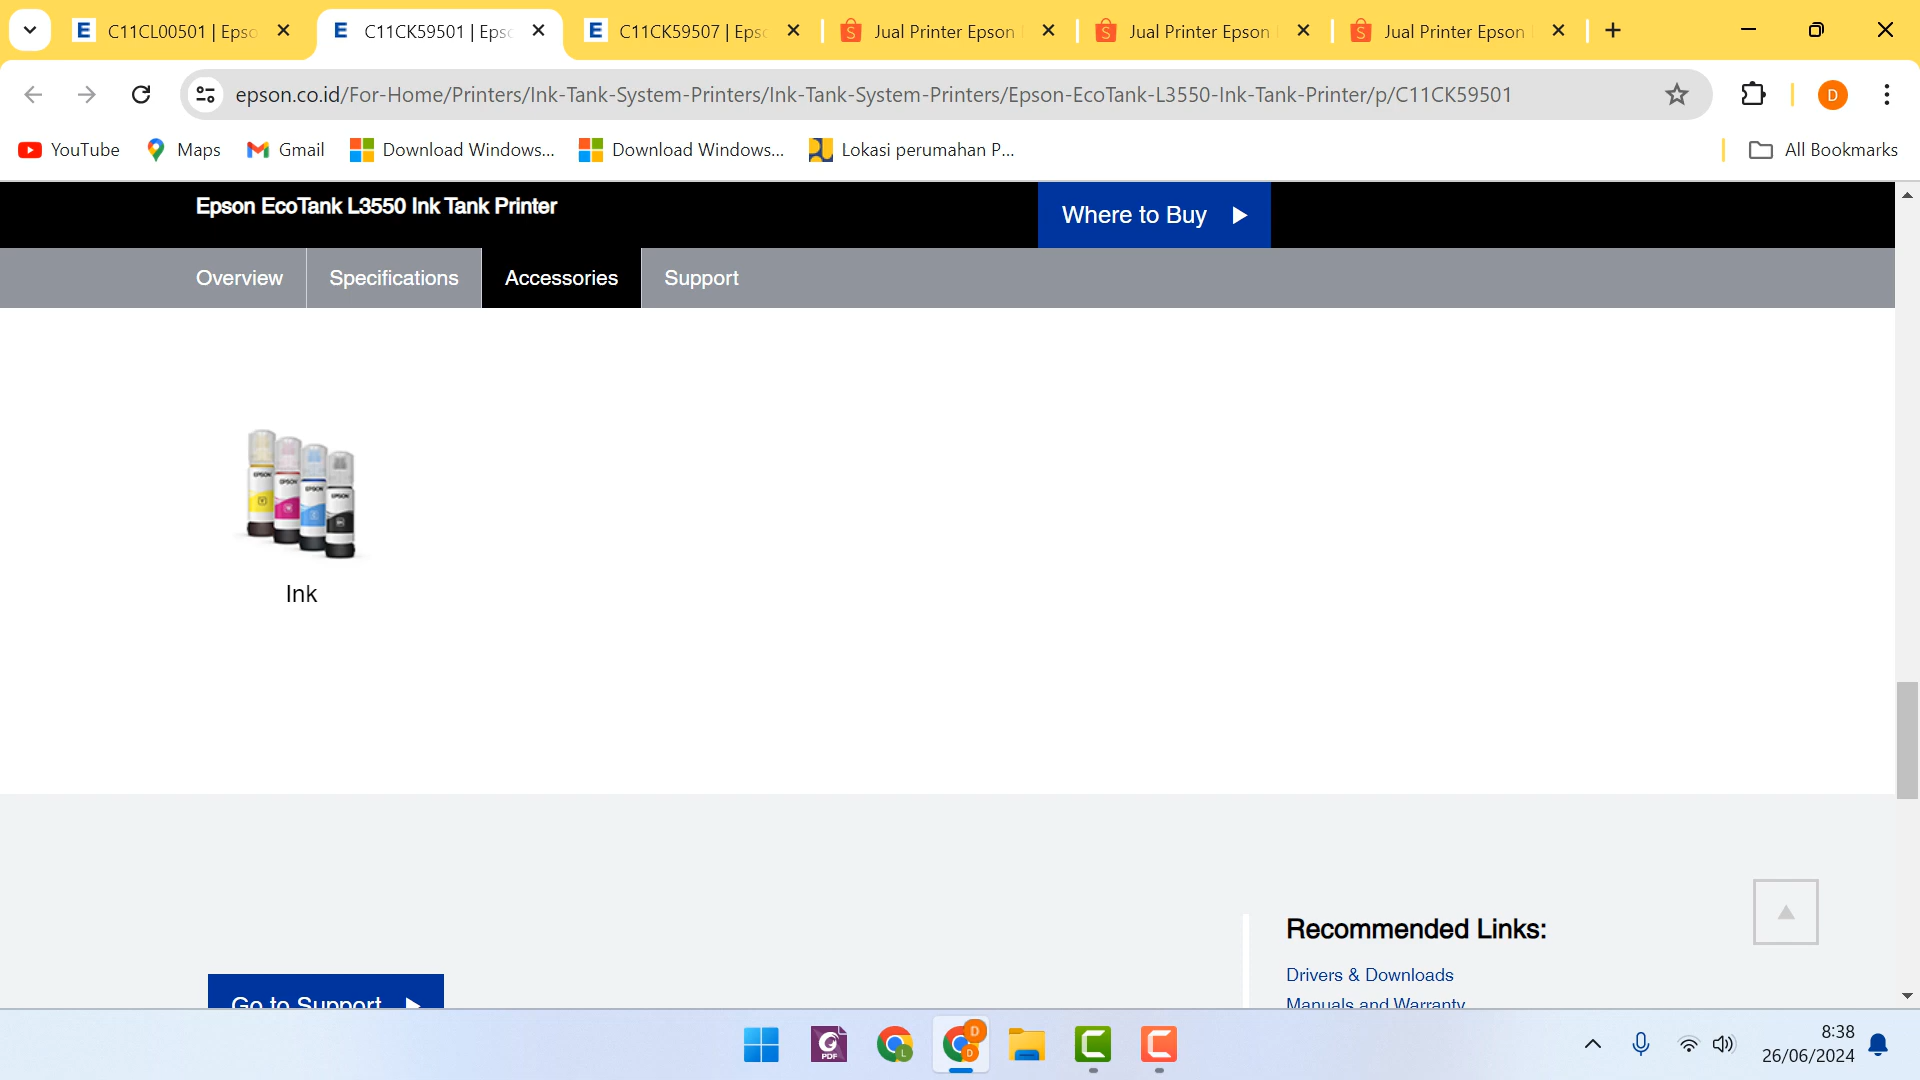 C11CL00501 | Epso
C11CK59501 | Epso
C11CK59507 | Epso
Jual Printer Epson
Jual Printer Epson
Jual Printer Epson
epson.co.id/For-Home/Printers/Ink-Tank-System-Printers/Ink-Tank-System-Printers/Epson-EcoTank-L3550-Ink-Tank-Printer/p/C11CK59501
D
YouTube
Maps
Gmail
Download Windows...
Download Windows...
Lokasi perumahan P...
All Bookmarks
Epson EcoTank L3550 Ink Tank Printer
Where to Buy
Overview
Specifications
Accessories
Support
EPSON
EPSON
EPSON
EPSON
Ink
Recommended Links:
Drivers & Downloads
Manuals and Warranty
Go to Support
8:38
26/06/2024